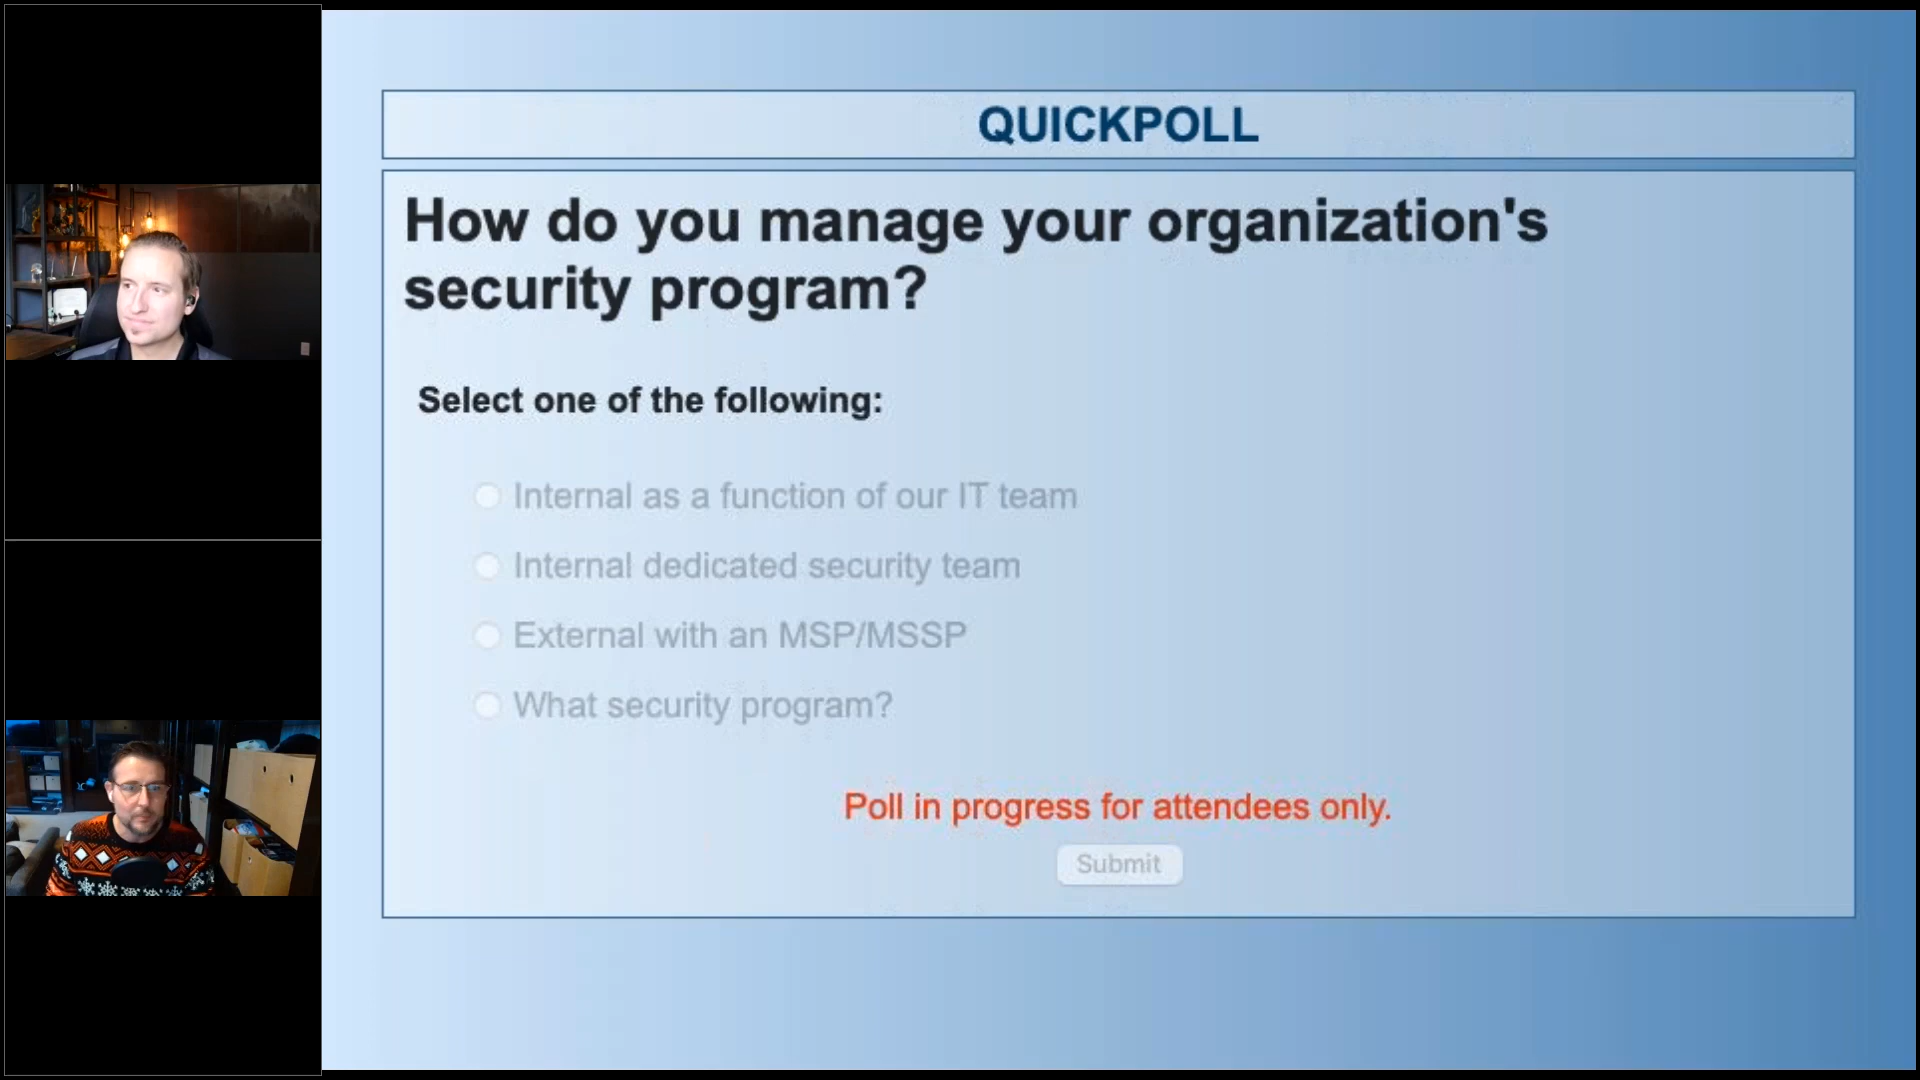 QUICKPOLL
How do you manage your organization's
security program?
Select one of the following:
Internal as a function of our IT team
Internal dedicated security team
External with an MSP/MSSP
What security program?
Poll in progress for attendees only.
Submit